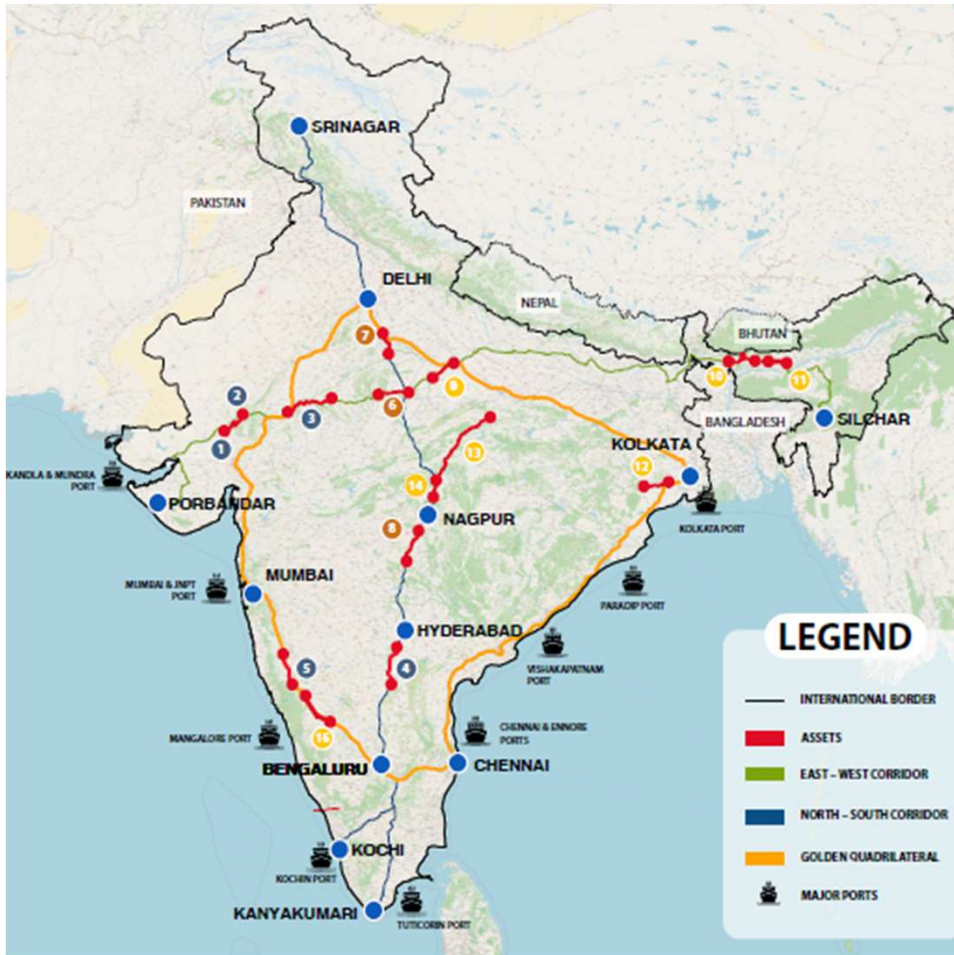 SRINAGAR
PAKISTAN
DELHI
NEPAL
7
BHUTAN
10
11
9
2
6
3
BANGLADESH
SILCHAR
1
KOLKATA
13
12
KANDLA & MUNDRA
PORT
14
PORBANDAR
NAGPUR
8
KOLKATA PORT
MUMBAI
MUMBAI & JNPT
PORT
PARADIP PORT
HYDERABAD
LEGEND
VISHAKAPATNAM
PORT
5
4
INTERNATIONAL BORDER
MANGALORE PORT
16
CHENNAI & ENNORE
PORTS
ASSETS
BENGALURU
CHENNAI
EAST – WEST CORRIDOR
NORTH – SOUTH CORRIDOR
KOCHI
GOLDEN QUADRILATERAL
KOCHIN PORT
MAJOR PORTS
KANYAKUMARI
TUTICORIN PORT